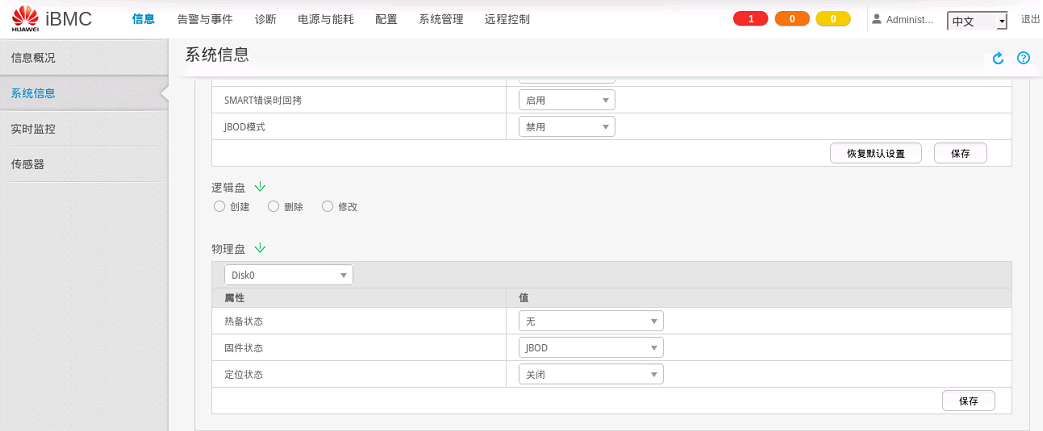 HUAWEI iBMC 信息 告警与事件 诊断 电源与能耗 配置 系统管理 远程控制 1 0 0 Administ... 中文 退出
信息概况
系统信息
实时监控
传感器
系统信息
SMART错误时回拷 启用
JBOD模式 禁用
恢复默认设置 保存
逻辑盘
创建 删除 修改
物理盘
Disk0
属性 值
热备状态 无
固件状态 JBOD
定位状态 关闭
保存